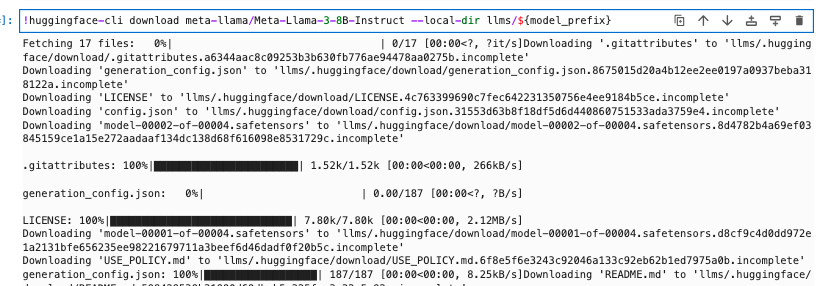 ]:
!huggingface-cli download meta-llama/Meta-Llama-3-8B-Instruct --local-dir llms/${model_prefix}
Fetching 17 files:   0%|                          | 0/17 [00:00<?, ?it/s]Downloading '.gitattributes' to 'llms/.hugging
face/download/.gitattributes.a6344aac8c09253b3b630fb776ae94478aa0275b.incomplete'
Downloading 'generation_config.json' to 'llms/.huggingface/download/generation_config.json.8675015d20a4b12ee2ee0197a0937beba31
8122a.incomplete'
Downloading 'LICENSE' to 'llms/.huggingface/download/LICENSE.4c763399690c7fec642231350756e4ee9184b5ce.incomplete'
Downloading 'config.json' to 'llms/.huggingface/download/config.json.31553d63b8f18df5d6d440860751533ada3759e4.incomplete'
Downloading 'model-00002-of-00004.safetensors' to 'llms/.huggingface/download/model-00002-of-00004.safetensors.8d4782b4a69ef03
845159ce1a15e272aadaaf134dc138d68f616098e8531729c.incomplete'
.gitattributes: 100%|████████████████████| 1.52k/1.52k [00:00<00:00, 266kB/s]
generation_config.json:   0%|                      | 0.00/187 [00:00<?, ?B/s]
LICENSE: 100%|█████████████████████████| 7.80k/7.80k [00:00<00:00, 2.12MB/s]
Downloading 'model-00001-of-00004.safetensors' to 'llms/.huggingface/download/model-00001-of-00004.safetensors.d8cf9c4d0dd972e
1a2131bfe656235ee98221679711a3beef6d46dadf0f20b5c.incomplete'
Downloading 'USE_POLICY.md' to 'llms/.huggingface/download/USE_POLICY.md.6f8e5f6e3243c92046a133c92eb62b1ed7975a0b.incomplete'
generation_config.json: 100%|████████████████| 187/187 [00:00<00:00, 8.25kB/s]Downloading 'README.md' to 'llms/.huggingface/